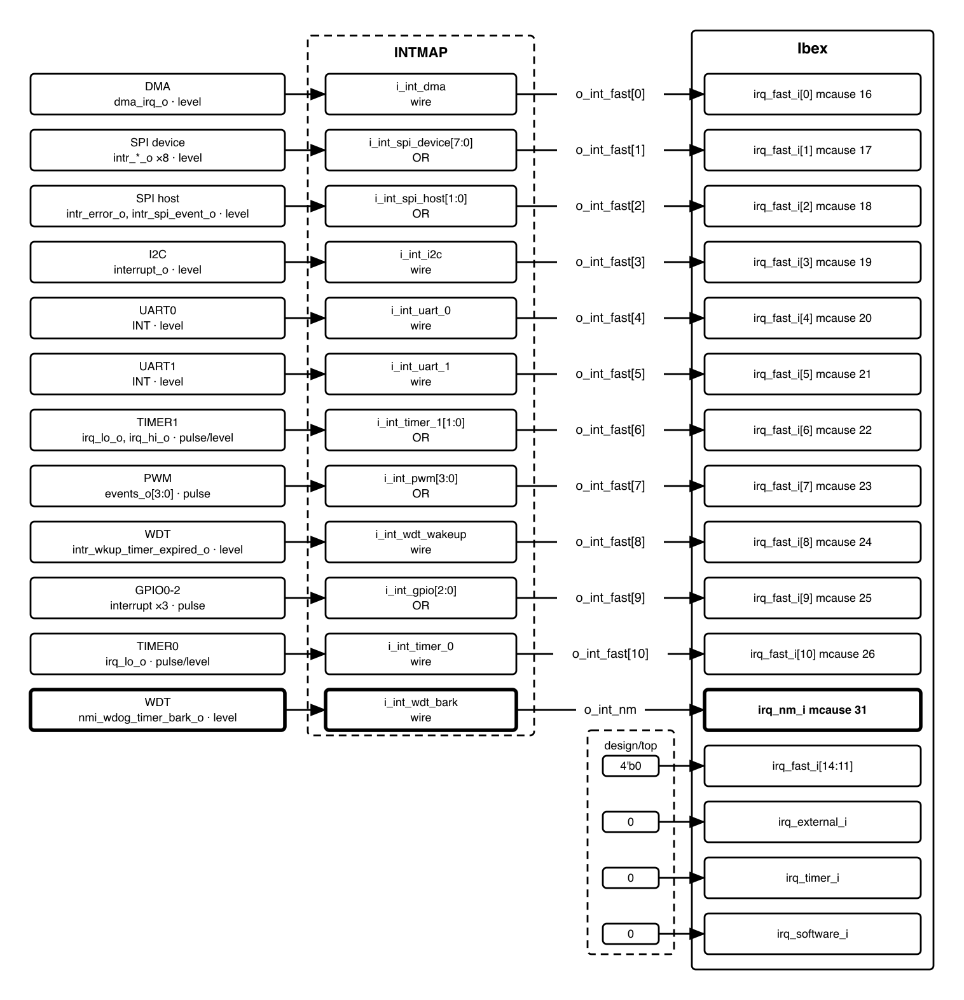 INTMAP
Ibex
DMA
dma_irq_o · level
i_int_dma
wire
o_int_fast[0]
irq_fast_i[0] mcause 16
SPI device
intr_*_o ×8 · level
i_int_spi_device[7:0]
OR
o_int_fast[1]
irq_fast_i[1] mcause 17
SPI host
intr_error_o, intr_spi_event_o · level
i_int_spi_host[1:0]
OR
o_int_fast[2]
irq_fast_i[2] mcause 18
I2C
interrupt_o · level
i_int_i2c
wire
o_int_fast[3]
irq_fast_i[3] mcause 19
UART0
INT · level
i_int_uart_0
wire
o_int_fast[4]
irq_fast_i[4] mcause 20
UART1
INT · level
i_int_uart_1
wire
o_int_fast[5]
irq_fast_i[5] mcause 21
TIMER1
irq_lo_o, irq_hi_o · pulse/level
i_int_timer_1[1:0]
OR
o_int_fast[6]
irq_fast_i[6] mcause 22
PWM
events_o[3:0] · pulse
i_int_pwm[3:0]
OR
o_int_fast[7]
irq_fast_i[7] mcause 23
WDT
intr_wkup_timer_expired_o · level
i_int_wdt_wakeup
wire
o_int_fast[8]
irq_fast_i[8] mcause 24
GPIO0-2
interrupt ×3 · pulse
i_int_gpio[2:0]
OR
o_int_fast[9]
irq_fast_i[9] mcause 25
TIMER0
irq_lo_o · pulse/level
i_int_timer_0
wire
o_int_fast[10]
irq_fast_i[10] mcause 26
WDT
nmi_wdog_timer_bark_o · level
i_int_wdt_bark
wire
o_int_nm
irq_nm_i mcause 31
design/top
4'b0
irq_fast_i[14:11]
0
irq_external_i
0
irq_timer_i
0
irq_software_i